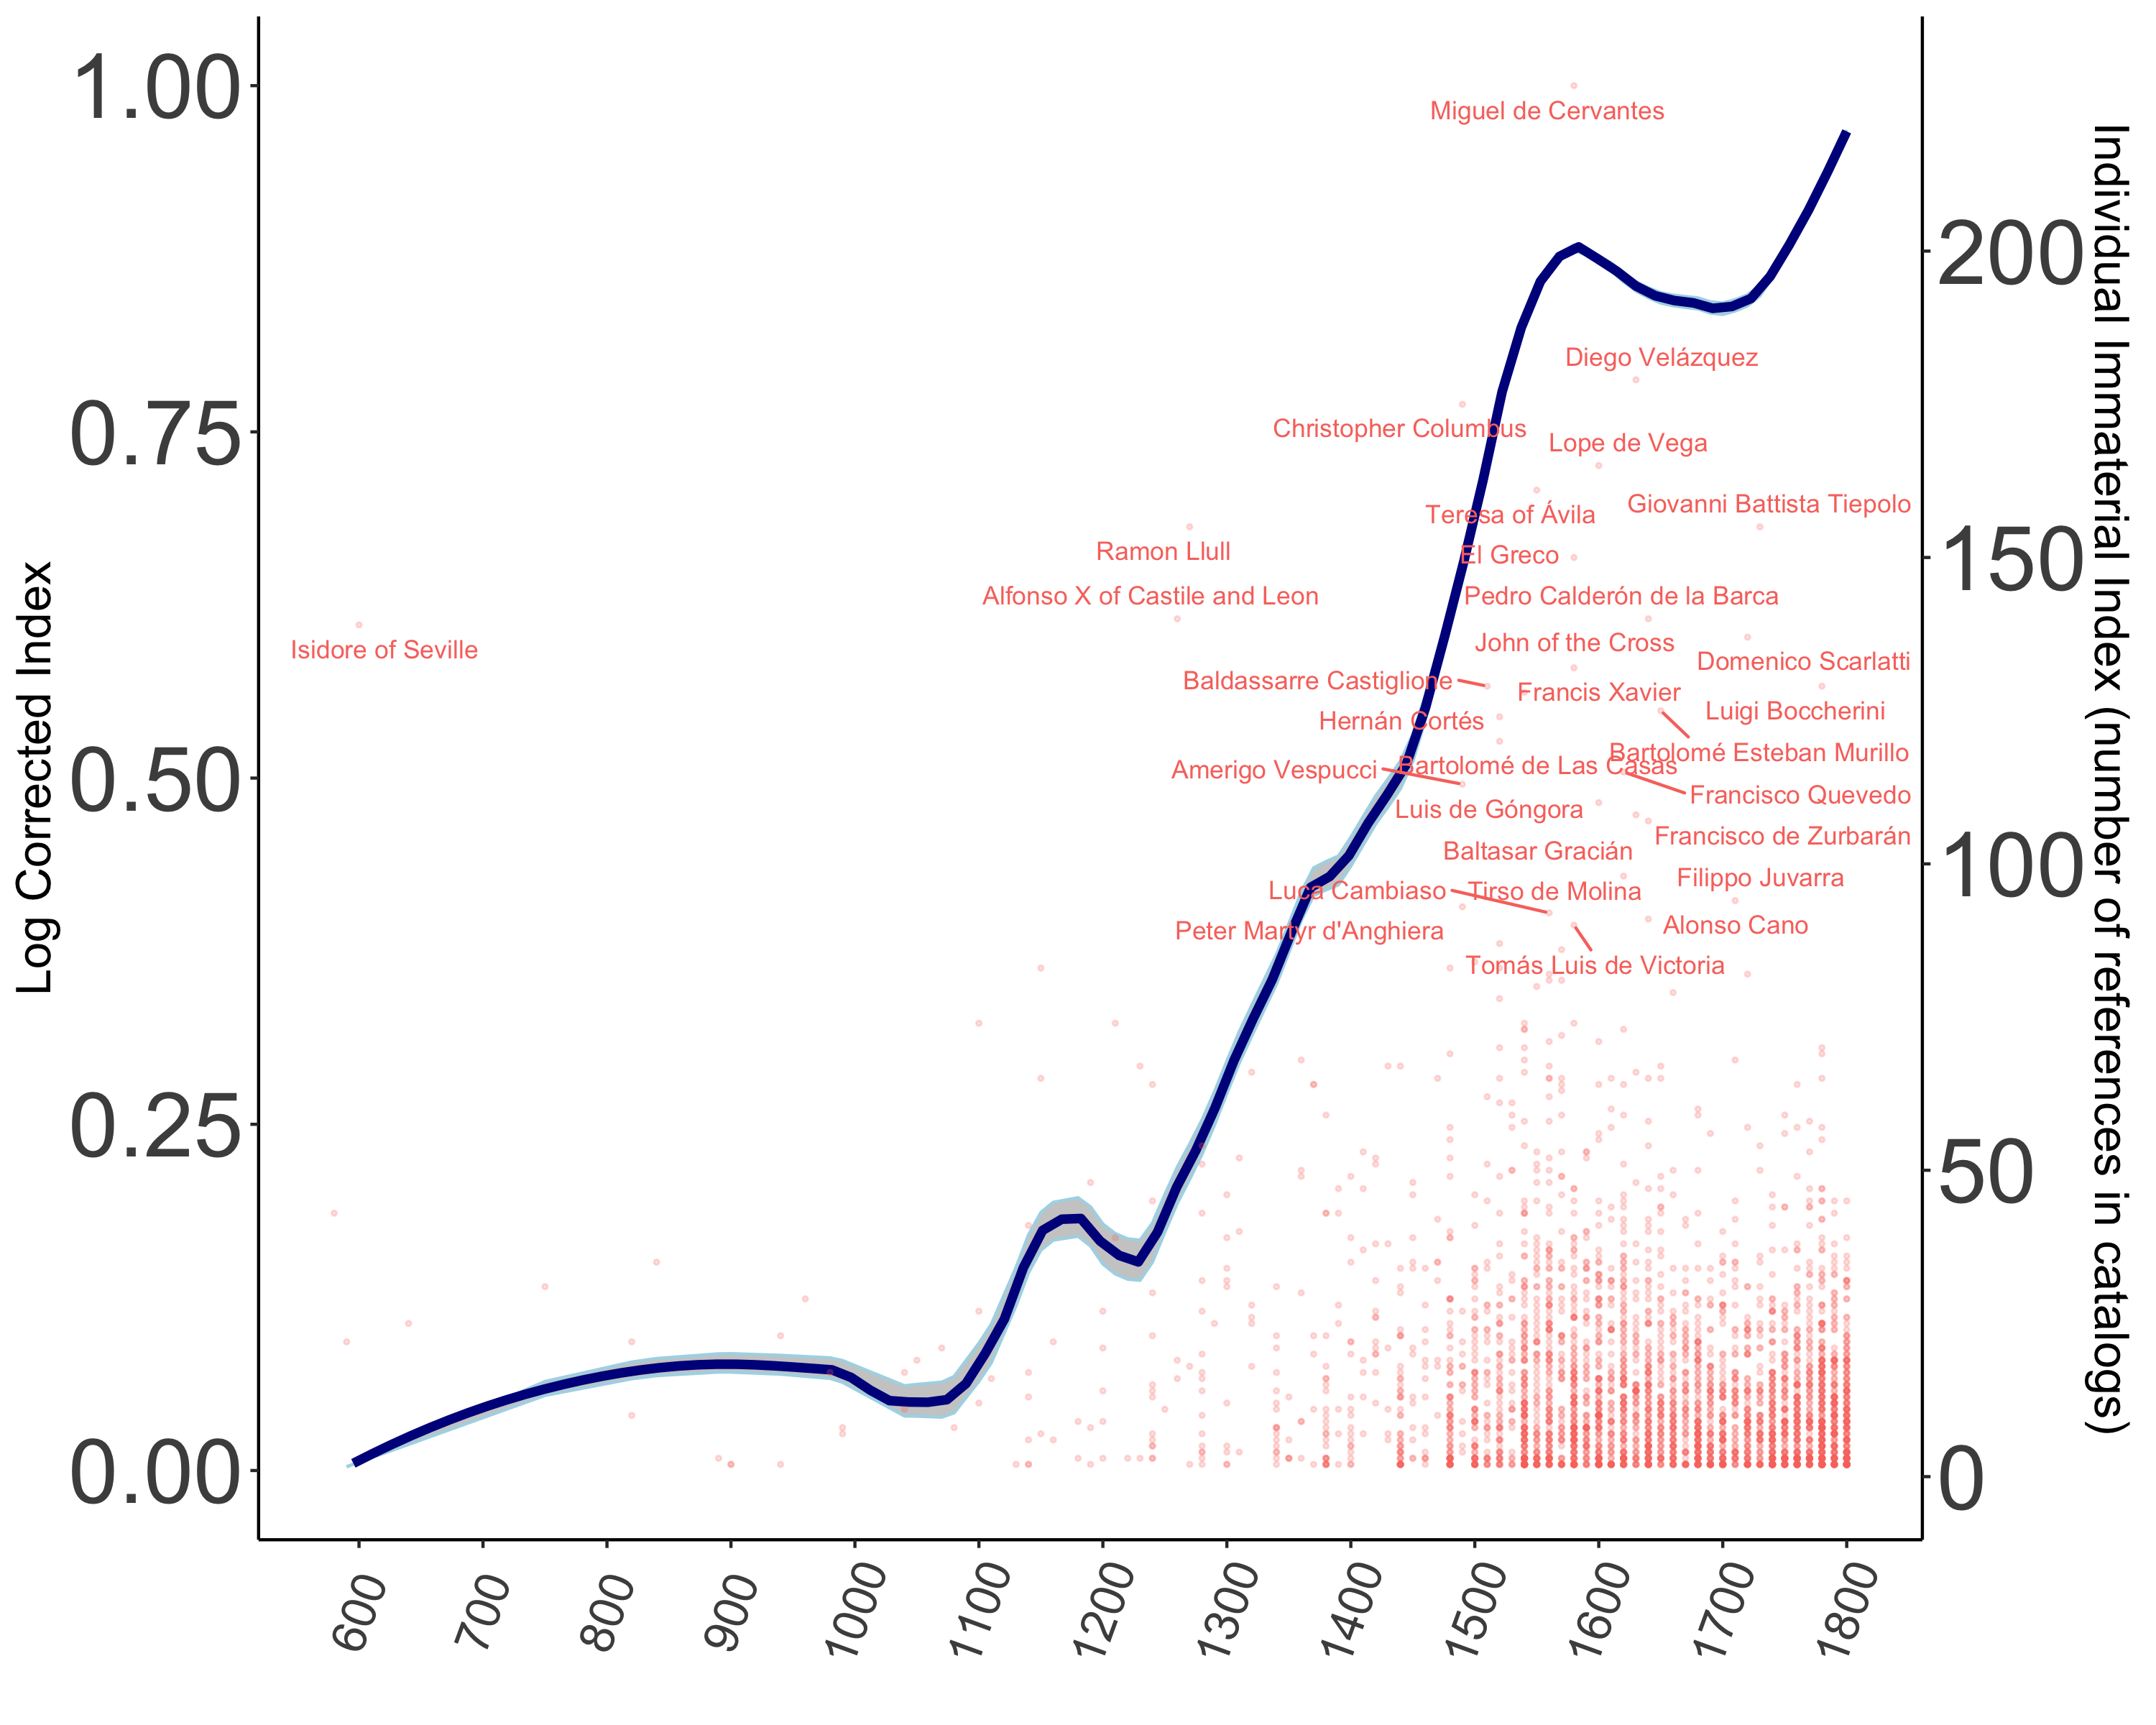 1.00
0.75
0.50
0.25
0.00
Log Corrected Index
Miguel de Cervantes
Diego Velázquez
Christopher Columbus
Lope de Vega
Giovanni Battista Tiepolo
Teresa of Ávila
Ramon Llull
El Greco
Alfonso X of Castile and Leon
Pedro Calderón de la Barca
Isidore of Seville
John of the Cross
Domenico Scarlatti
Baldassarre Castiglione
Francis Xavier
Luigi Boccherini
Hernán Cortés
Bartolomé Esteban Murillo
Amerigo Vespucci
Bartolomé de Las Casas
Francisco Quevedo
Luis de Góngora
Francisco de Zurbarán
Baltasar Gracián
Filippo Juvarra
Luca Cambiaso
Tirso de Molina
Alonso Cano
Peter Martyr d'Anghiera
Tomás Luis de Victoria
200
150
100
50
0
Individual Immaterial Index (number of references in catalogs)
600
700
800
900
1000
1100
1200
1300
1400
1500
1600
1700
1800